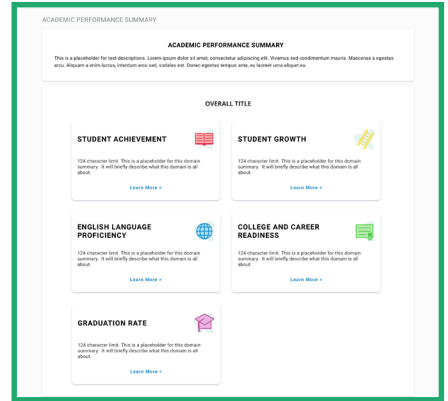 ACADEMIC PERFORMANCE SUMMARY
ACADEMIC PERFORMANCE SUMMARY
This is a placeholder for text descriptions. Lorem ipsum dolor sit amet, consectetur adipiscing elit. Vivamus sed condimentum mauris. Maecenas a egestas
arcu. Aliquam a enim luctus, interdum arcu sed, sodales est. Donec egestas tempus ante, eu laoreet urna aliquet eu.
OVERALL TITLE
STUDENT ACHIEVEMENT
124 character limit. This is a placeholder for this domain
summary. It will briefly describe what this domain is all
about.
Learn More »
STUDENT GROWTH
124 character limit. This is a placeholder for this domain
summary. It will briefly describe what this domain is all
about.
Learn More »
ENGLISH LANGUAGE
PROFICIENCY
124 character limit. This is a placeholder for this domain
summary. It will briefly describe what this domain is all
about.
Learn More »
COLLEGE AND CAREER
READINESS
124 character limit. This is a placeholder for this domain
summary. It will briefly describe what this domain is all
about.
Learn More »
GRADUATION RATE
124 character limit. This is a placeholder for this domain
summary. It will briefly describe what this domain is all
about.
Learn More »